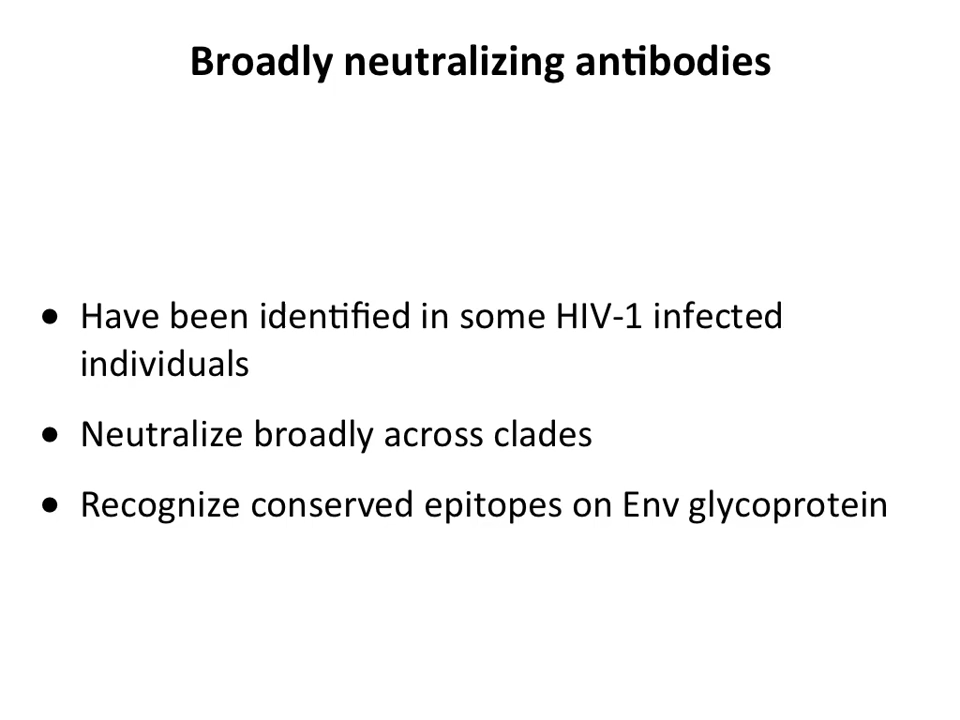 Broadly neutralizing antibodies
• Have been identified in some HIV-1 infected
individuals
• Neutralize broadly across clades
• Recognize conserved epitopes on Env glycoprotein